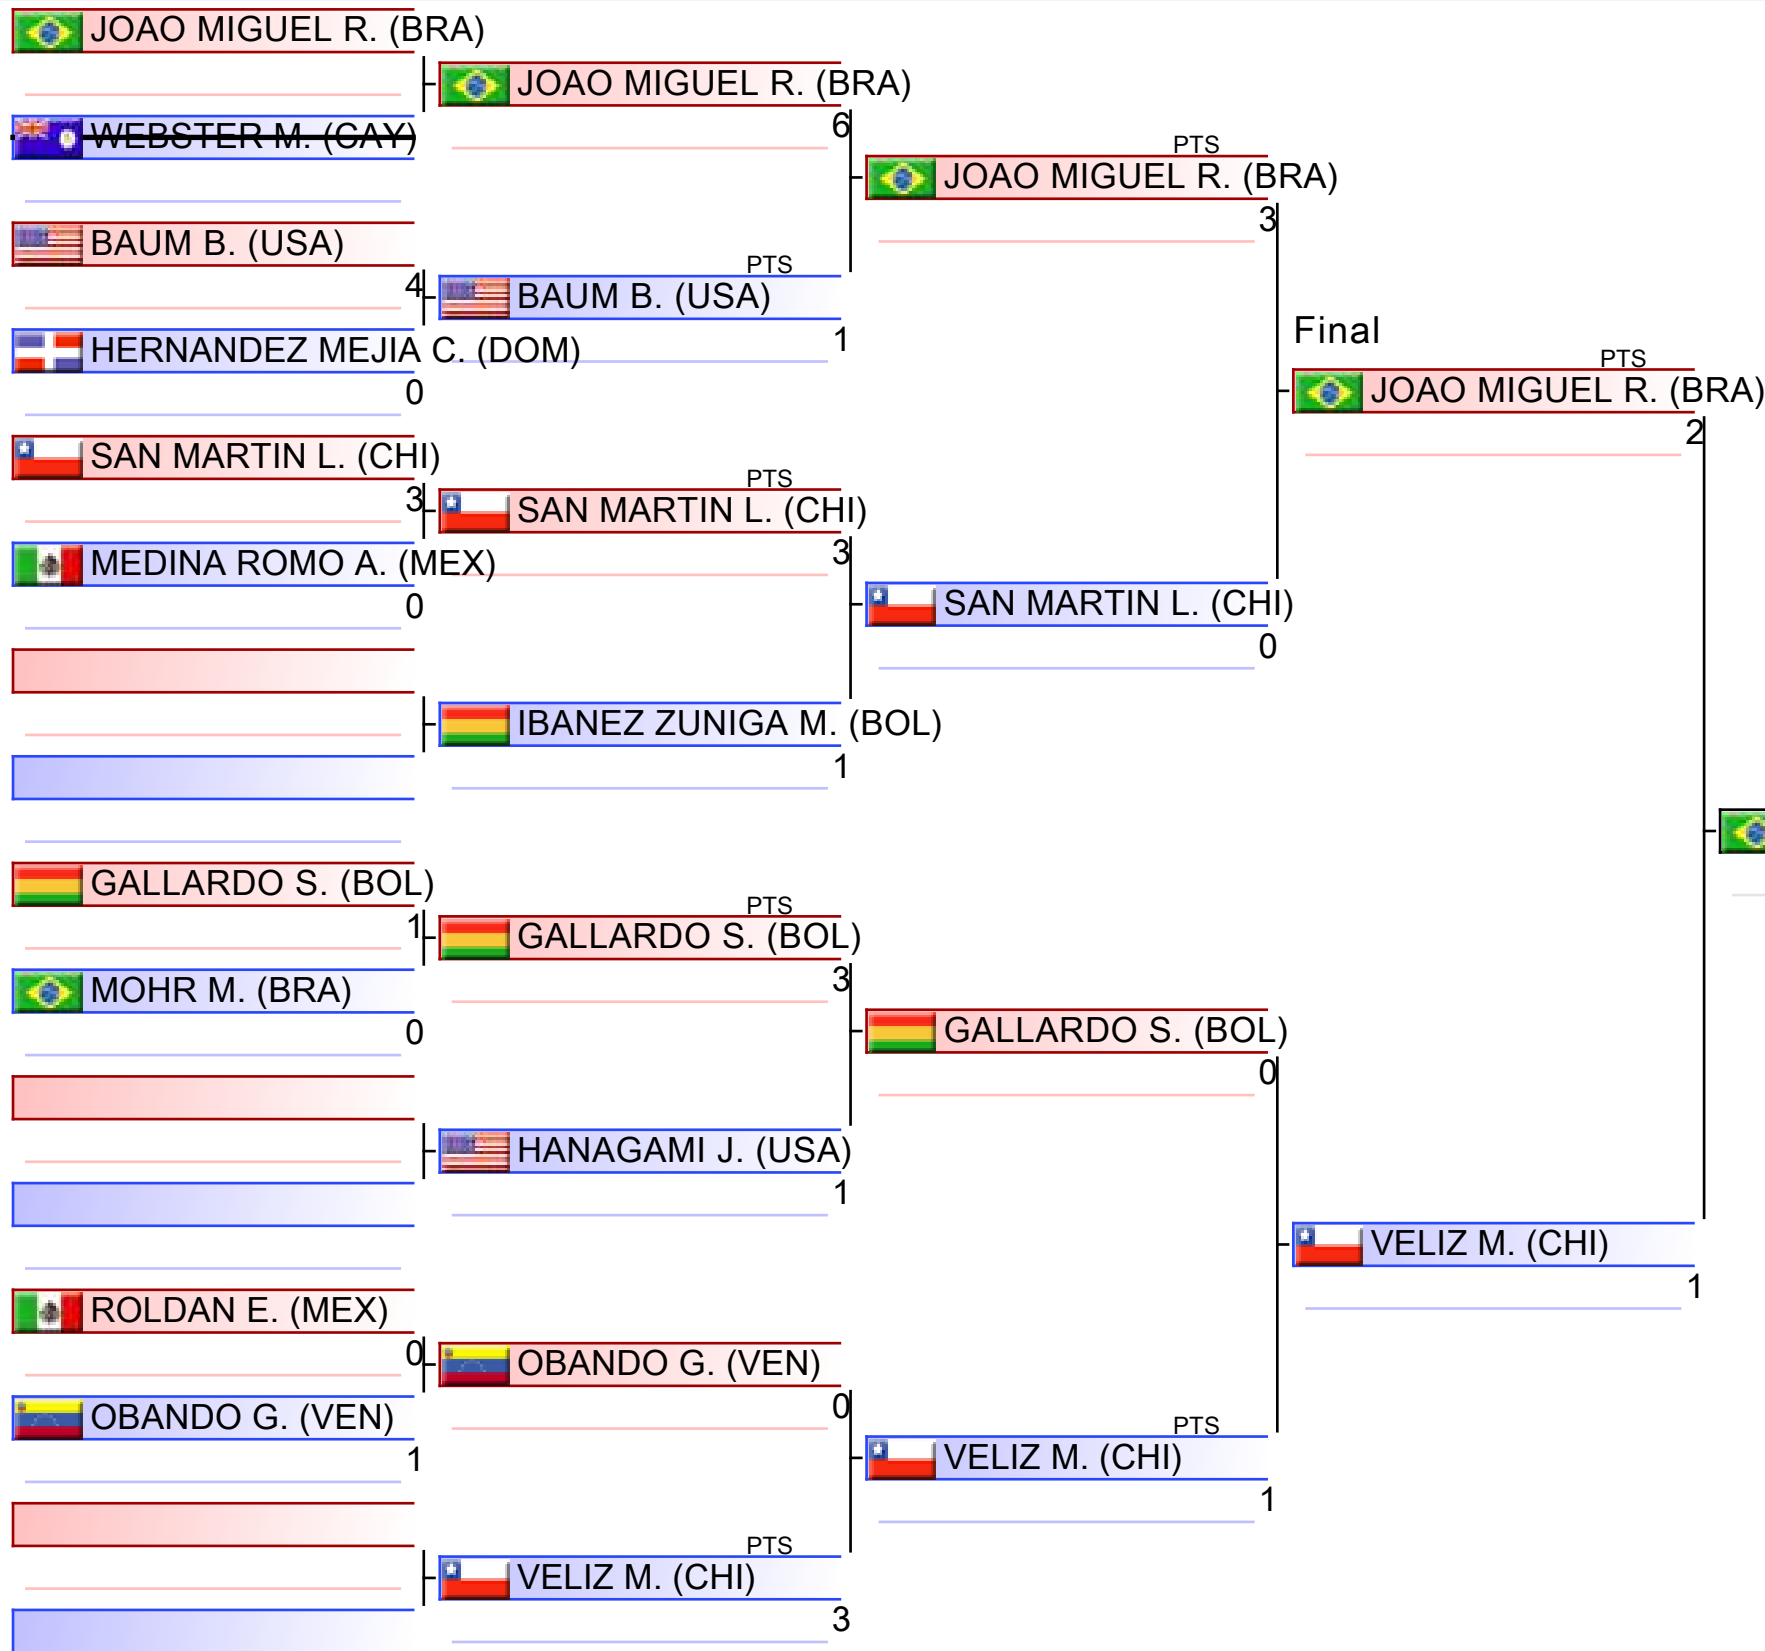 JOAO MIGUEL R. (BRA)
WEBSTER M. (CAY)
BAUM B. (USA)
4
HERNANDEZ MEJIA C. (DOM)
0
SAN MARTIN L. (CHI)
3
MEDINA ROMO A. (MEX)
0
GALLARDO S. (BOL)
1
MOHR M. (BRA)
0
ROLDAN E. (MEX)
0
OBANDO G. (VEN)
1
JOAO MIGUEL R. (BRA)
6
PTS
BAUM B. (USA)
1
PTS
SAN MARTIN L. (CHI)
3
IBANEZ ZUNIGA M. (BOL)
1
PTS
GALLARDO S. (BOL)
3
HANAGAMI J. (USA)
1
OBANDO G. (VEN)
0
PTS
VELIZ M. (CHI)
3
PTS
JOAO MIGUEL R. (BRA)
3
SAN MARTIN L. (CHI)
0
GALLARDO S. (BOL)
0
PTS
VELIZ M. (CHI)
1
Final
PTS
JOAO MIGUEL R. (BRA)
2
VELIZ M. (CHI)
1